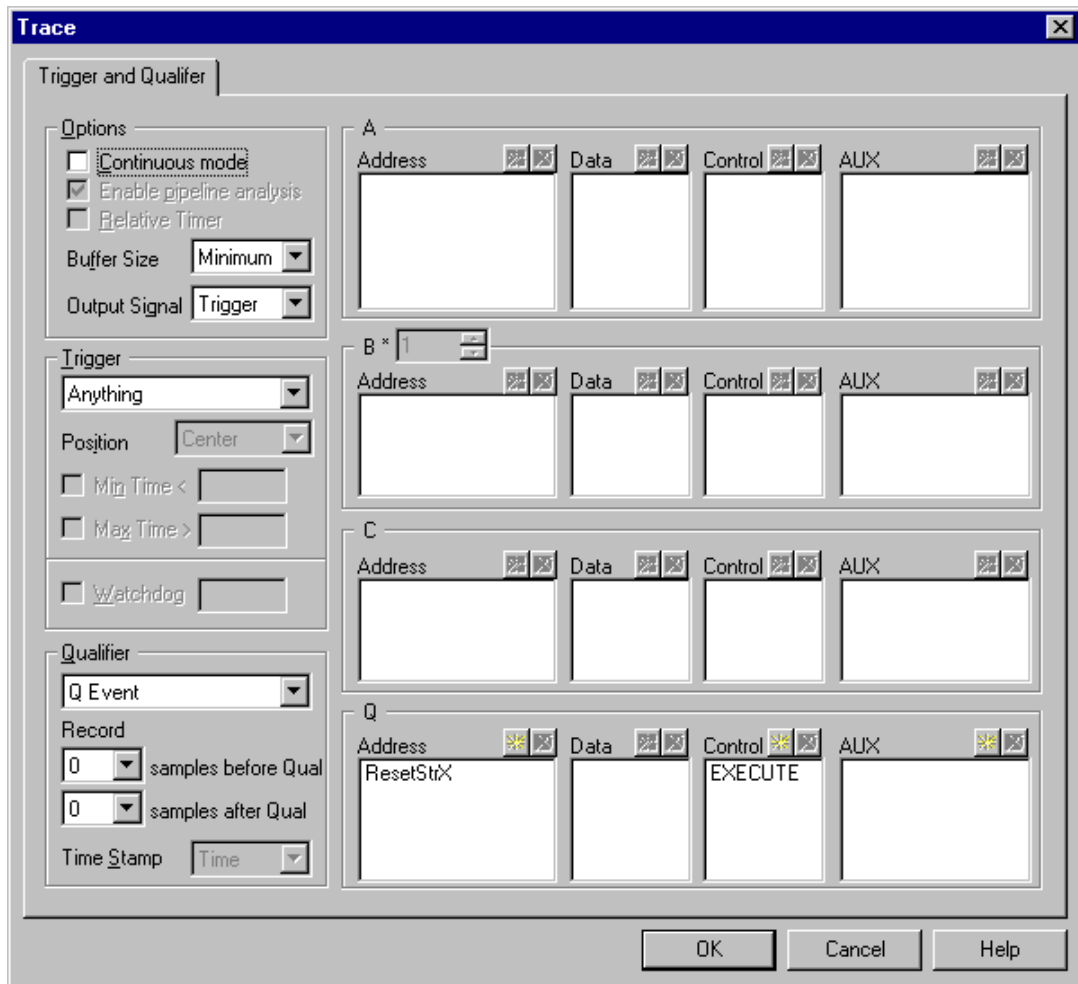 Trace
Trigger and Qualifer
Options
Continuous mode
Enable pipeline analysis
Relative Timer
Buffer Size Minimum
Output Signal Trigger
Trigger
Anything
Position Center
Min Time <
Max Time >
Watchdog
Qualifier
Q Event
Record
0 samples before Qual
0 samples after Qual
Time Stamp Time
A
Address Data Control AUX
B * 1
Address Data Control AUX
C
Address Data Control AUX
Q
Address Data Control AUX
ResetStrX EXECUTE
OK Cancel Help